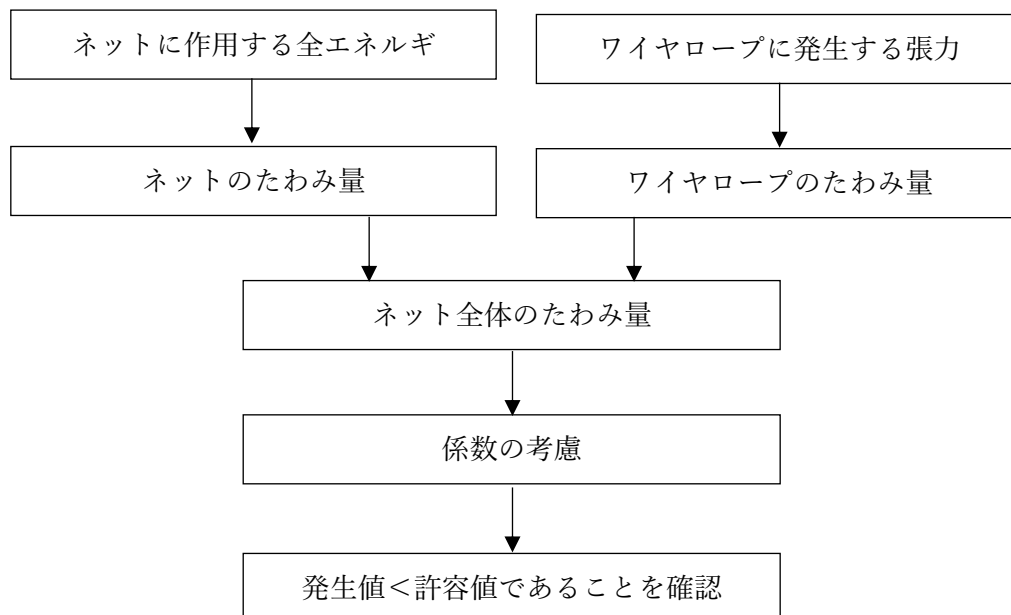 ネットに作用する全エネルギ
ワイヤロープに発生する張力
ネットのたわみ量
ワイヤロープのたわみ量
ネット全体のたわみ量
係数の考慮
発生値＜許容値であることを確認